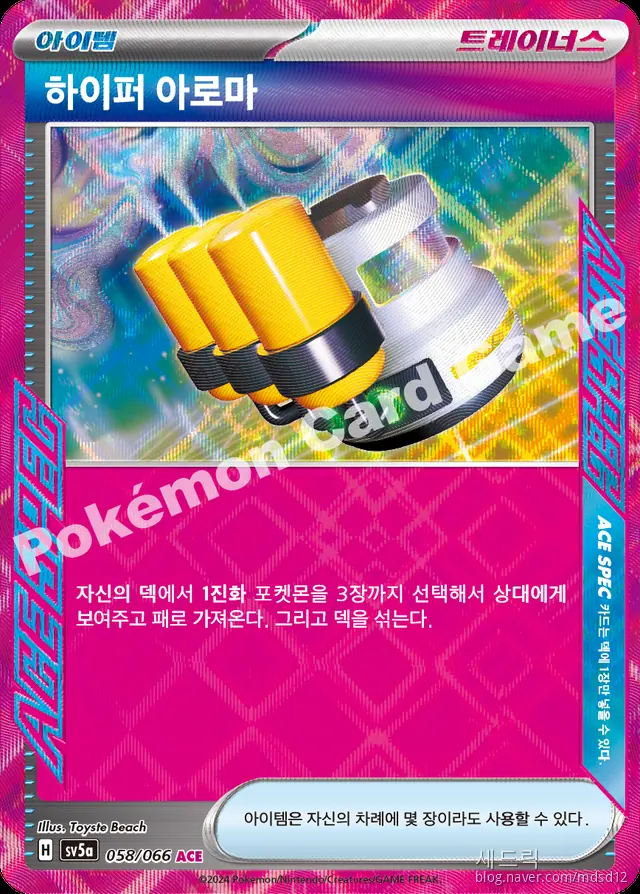 아이템
트레이너스
하이퍼 아로마
ACE SPEC
ACE SPEC
Pokémon Card Game
자신의 덱에서 1진화 포켓몬을 3장까지 선택해서 상대에게
보여주고 패로 가져온다. 그리고 덱을 섞는다.
ACE SPEC 카드는 덱에 1장만 넣을 수 있다.
아이템은 자신의 차례에 몇 장이라도 사용할 수 있다.
Illus. Toyste Beach
H sv5a 058/066 ACE
©2024 Pokémon/Nintendo/Creatures/GAME FREAK.
세드릭
blog.naver.com/mdsd12